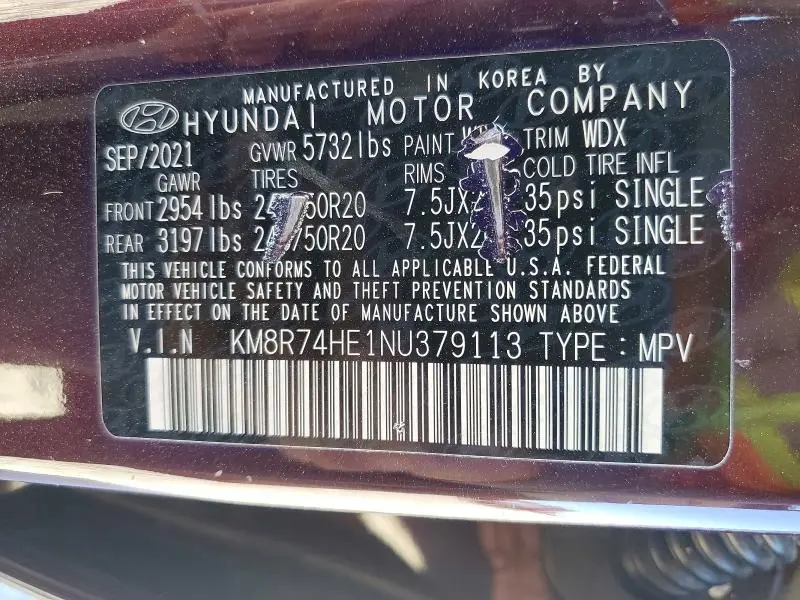 MANUFACTURED IN KOREA BY
HYUNDAI MOTOR COMPANY
SEP/2021 GVWR 5732lbs PAINT TRIM WDX
GAWR TIRES RIMS COLD TIRE INFL
FRONT 2954lbs 50R20 7.5JX 35psi SINGLE
REAR 3197lbs /50R20 7.5JX2 35psi SINGLE
THIS VEHICLE CONFORMS TO ALL APPLICABLE U.S.A. FEDERAL
MOTOR VEHICLE SAFETY AND THEFT PREVENTION STANDARDS
IN EFFECT ON THE DATE OF MANUFACTURE SHOWN ABOVE
V.I.N KM8R74HE1NU379113 TYPE : MPV